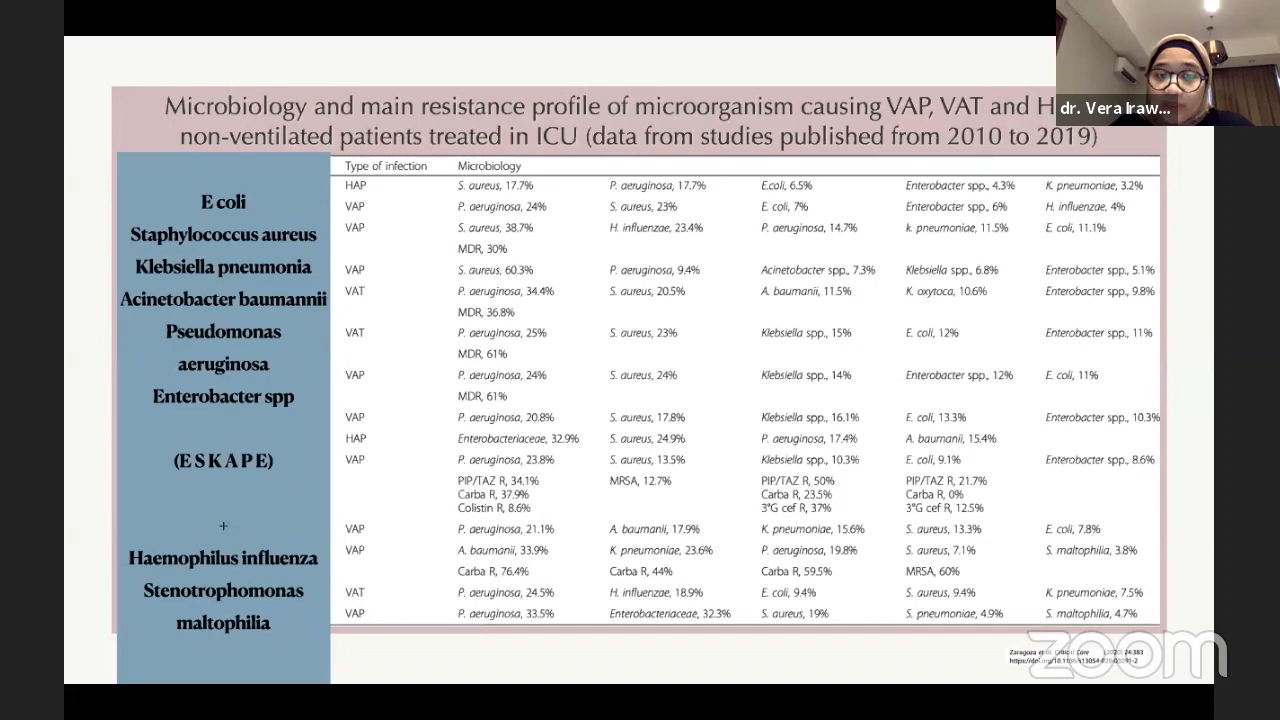 Microbiology and main resistance profile of microorganism causing VAP, VAT and
non-ventilated patients treated in ICU (data from studies published from 2010 to 2019)
dr. Vera Iraw...
E coli
Staphylococcus aureus
Klebsiella pneumonia
Acinetobacter baumannii
Pseudomonas
aeruginosa
Enterobacter spp
(E S K A P E)
+
Haemophilus influenza
Stenotrophomonas
maltophilia
Type of infection Microbiology
HAP S. aureus, 17.7% P. aeruginosa, 17.7% E.coli, 6.5% Enterobacter spp., 4.3% K. pneumoniae, 3.2%
VAP P. aeruginosa, 24% S. aureus, 23% E. coli, 7% Enterobacter spp., 6% H. influenzae, 4%
VAP S. aureus, 38.7% H. influenzae, 23.4% P. aeruginosa, 14.7% k. pneumoniae, 11.5% E. coli, 11.1%
MDR, 30%
VAP S. aureus, 60.3% P. aeruginosa, 9.4% Acinetobacter spp., 7.3% Klebsiella spp., 6.8% Enterobacter spp., 5.1%
VAT P. aeruginosa, 34.4% S. aureus, 20.5% A. baumanii, 11.5% K. oxytoca, 10.6% Enterobacter spp., 9.8%
MDR, 36.8%
VAT P. aeruginosa, 25% S. aureus, 23% Klebsiella spp., 15% E. coli, 12% Enterobacter spp., 11%
MDR, 61%
VAP P. aeruginosa, 24% S. aureus, 24% Klebsiella spp., 14% Enterobacter spp., 12% E. coli, 11%
MDR, 61%
VAP P. aeruginosa, 20.8% S. aureus, 17.8% Klebsiella spp., 16.1% E. coli, 13.3% Enterobacter spp., 10.3%
HAP Enterobacteriaceae, 32.9% S. aureus, 24.9% P. aeruginosa, 17.4% A. baumanii, 15.4%
VAP P. aeruginosa, 23.8% S. aureus, 13.5% Klebsiella spp., 10.3% E. coli, 9.1% Enterobacter spp., 8.6%
PIP/TAZ R, 34.1% MRSA, 12.7% PIP/TAZ R, 50% PIP/TAZ R, 21.7%
Carba R, 37.9% Carba R, 23.5% Carba R, 0%
Colistin R, 8.6% 3°G cef R, 37% 3°G cef R, 12.5%
VAP P. aeruginosa, 21.1% A. baumanii, 17.9% K. pneumoniae, 15.6% S. aureus, 13.3% E. coli, 7.8%
VAP A. baumanii, 33.9% K. pneumoniae, 23.6% P. aeruginosa, 19.8% S. aureus, 7.1% S. maltophilia, 3.8%
Carba R, 76.4% Carba R, 44% Carba R, 59.5% MRSA, 60%
VAT P. aeruginosa, 24.5% H. influenzae, 18.9% E. coli, 9.4% S. aureus, 9.4% K. pneumoniae, 7.5%
VAP P. aeruginosa, 33.5% Enterobacteriaceae, 32.3% S. aureus, 19% S. pneumoniae, 4.9% S. maltophilia, 4.7%
Zaragoza et al. Critical Care (2020) 24:383
zoom